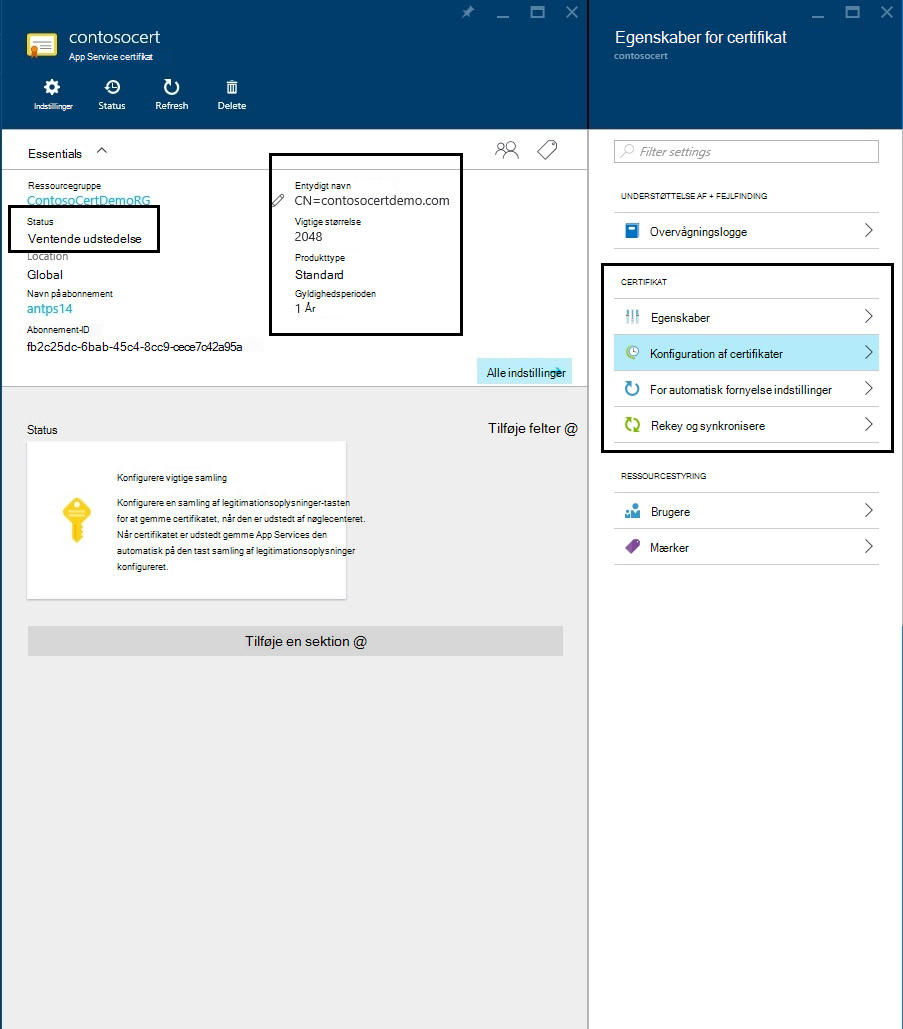 contosocert
App Service certifikat
Indstillinger
Status
Refresh
Delete
Essentials
Ressourcegruppe
ContosoCertDemoRG
Status
Ventende udstedelse
Location
Global
Navn på abonnement
antps14
Abonnement-ID
fb2c25dc-6bab-45c4-8cc9-cece7c42a95a
Entydigt navn
CN=contosocertdemo.com
Vigtige størrelse
2048
Produkttype
Standard
Gyldighedsperioden
1 År
Alle indstillinger
Status
Tilføje felter @
Konfigurere vigtige samling
Konfigurere en samling af legitimationsoplysninger-tasten
for at gemme certifikatet, når den er udstedt af nøglecenteret.
Når certifikatet er udstedt gemme App Services den
automatisk på den tast samling af legitimationsoplysninger
konfigureret.
Tilføje en sektion @
Egenskaber for certifikat
contosocert
Filter settings
UNDERSTØTTELSE AF + FEJLFINDING
Overvågningslogge
CERTIFIKAT
Egenskaber
Konfiguration af certifikater
For automatisk fornyelse indstillinger
Rekey og synkronisere
RESSOURCESTYRING
Brugere
Mærker